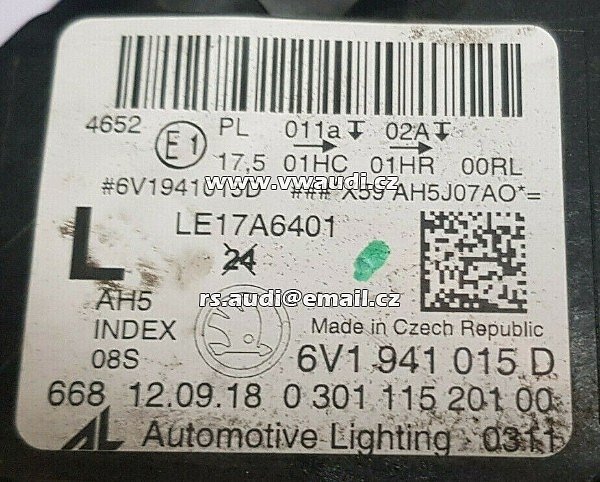 4652 E1 PL 011a 02A
17,5 01HC 01HR 00RL
www.vwaudi.cz
#6V1941015D ### X59 AH5J07AO*=
LE17A6401
L 24
rs.audi@email.cz
AH5
INDEX
08S
Made in Czech Republic
6V1 941 015 D
668 12.09.18 0 301 115 201 00
AL Automotive Lighting 0311